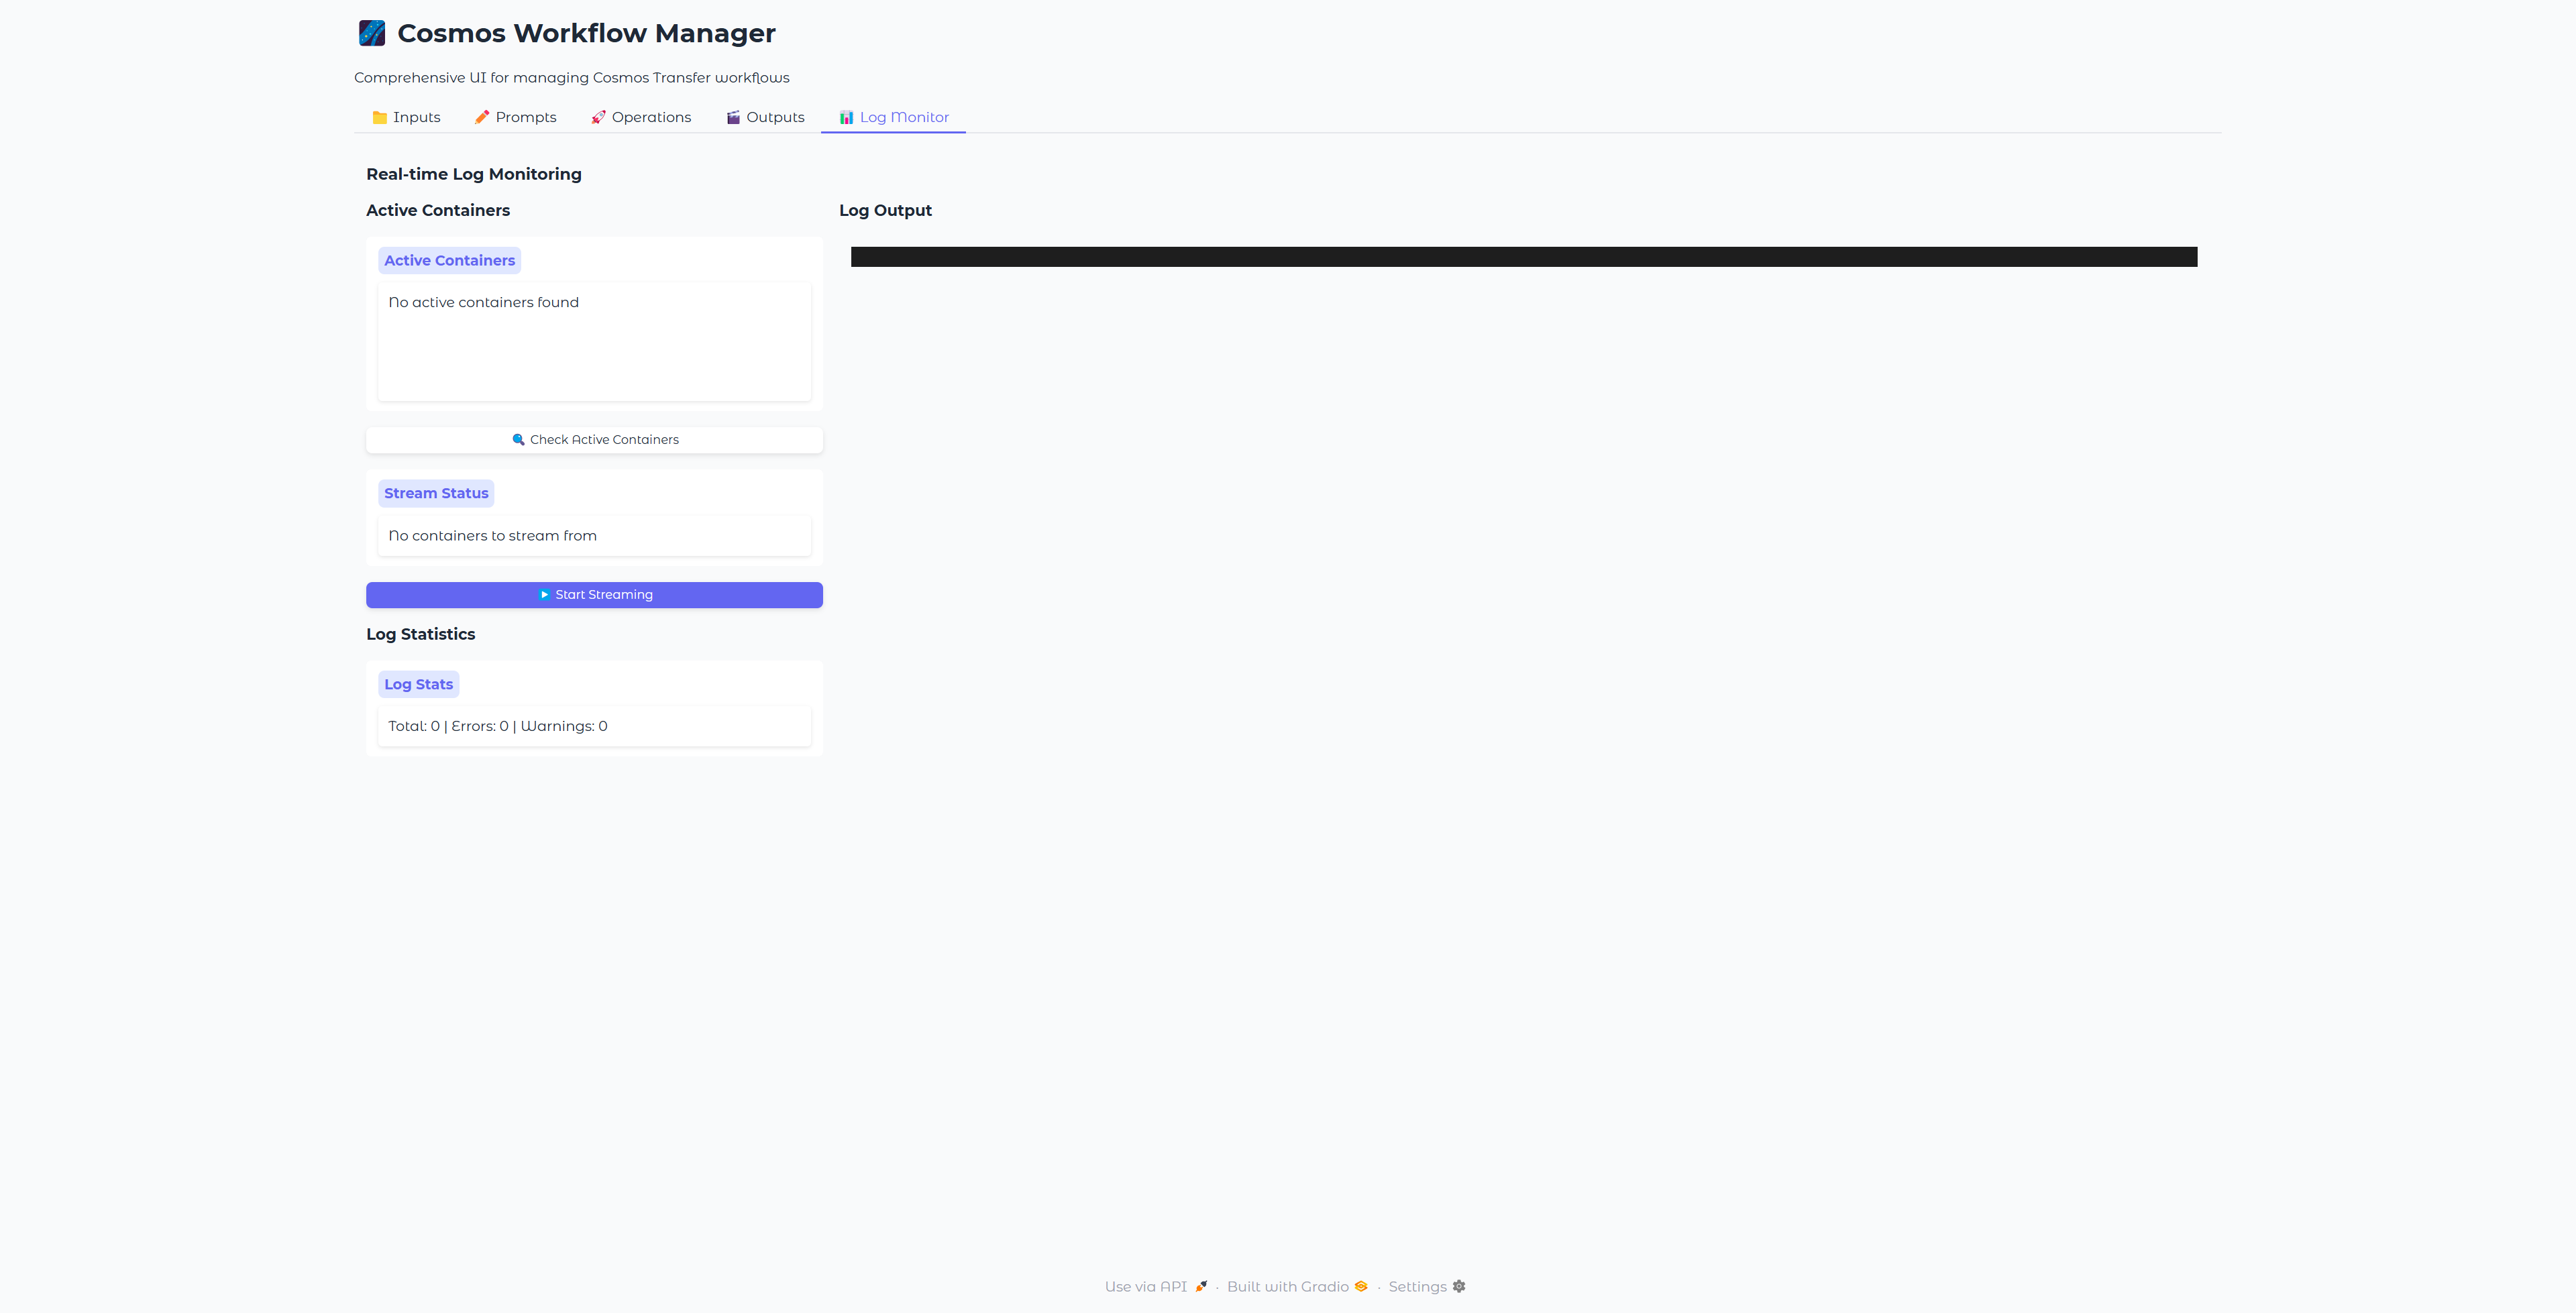 Cosmos Workflow Manager
Comprehensive UI for managing Cosmos Transfer workflows
Inputs
Prompts
Operations
Outputs
Log Monitor
Real-time Log Monitoring
Active Containers
Active Containers
No active containers found
Check Active Containers
Stream Status
No containers to stream from
Start Streaming
Log Statistics
Log Stats
Total: 0 | Errors: 0 | Warnings: 0
Log Output
Use via API · Built with Gradio · Settings